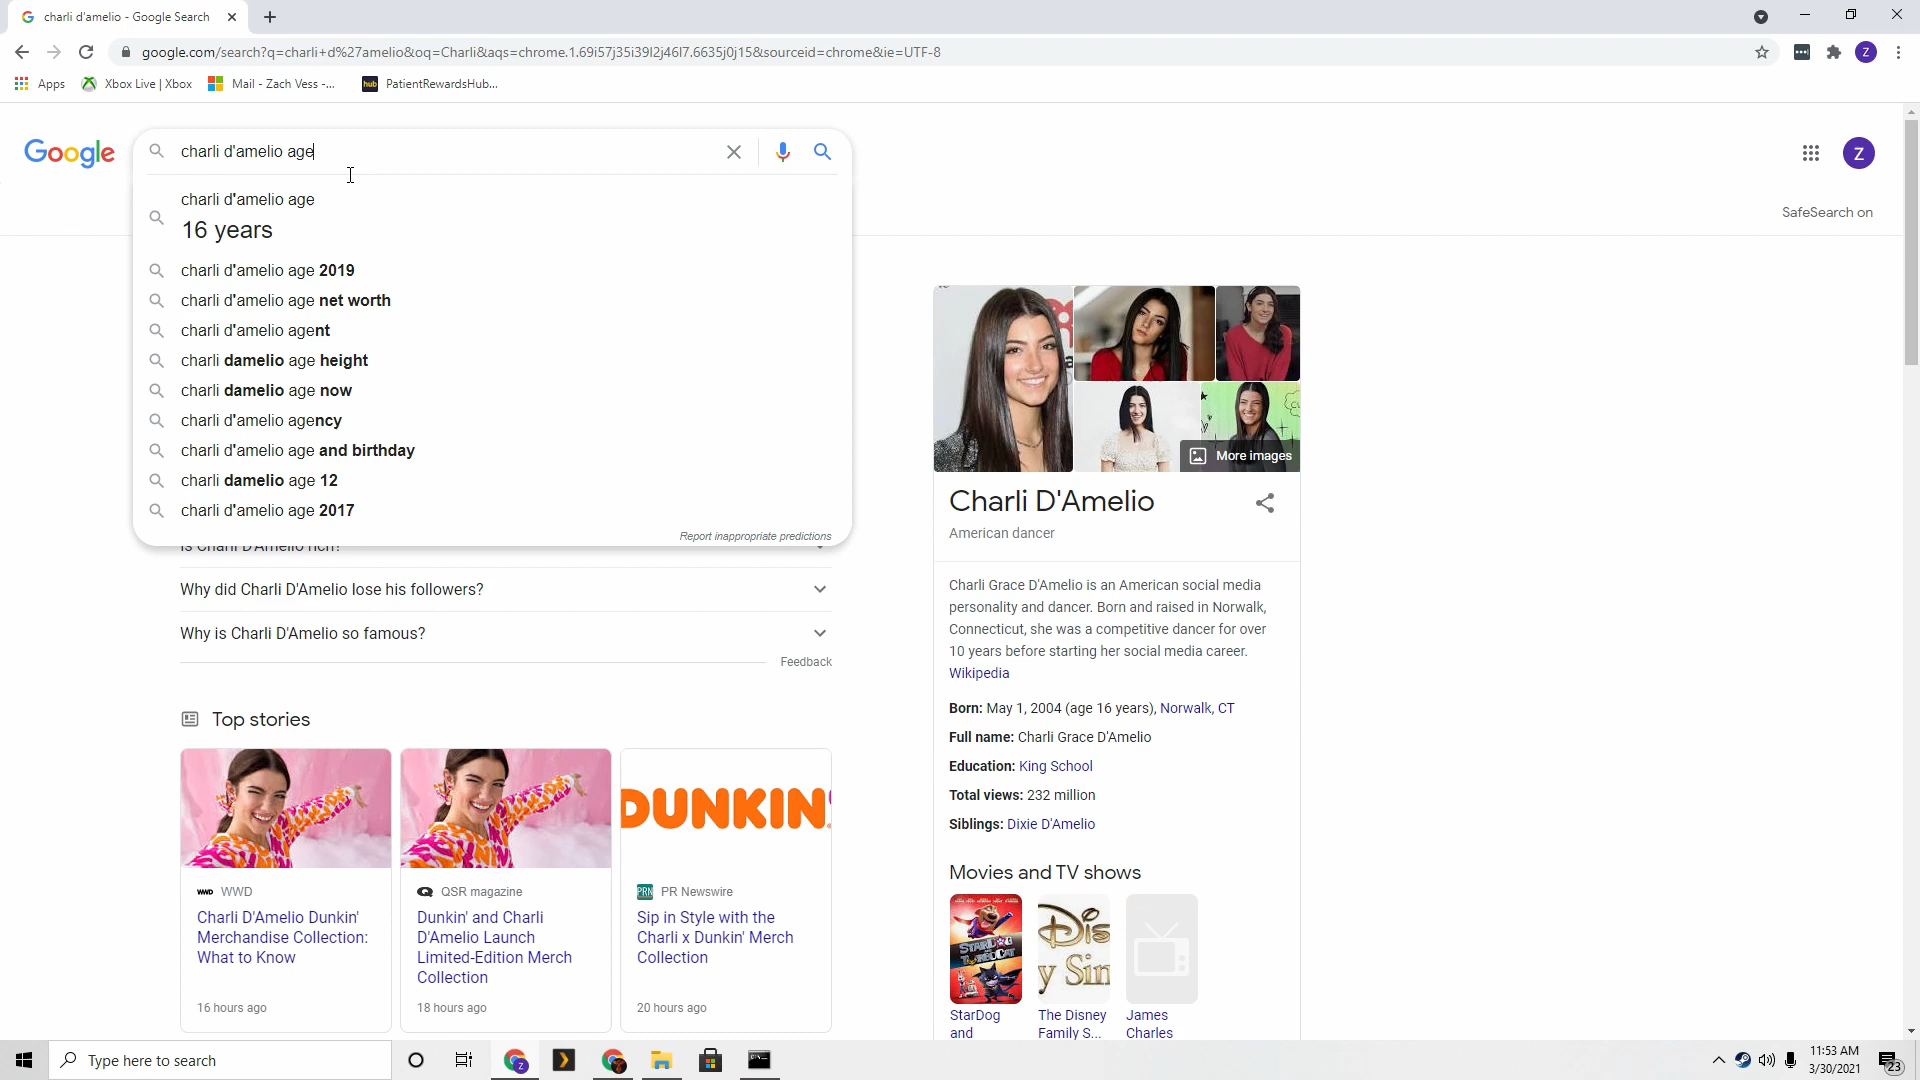 charli d'amelio - Google Search
google.com/search?q=charli+d%27amelio&oq=Charli&aqs=chrome.1.69i57j35i39l2j46l7.6635j0j15&sourceid=chrome&ie=UTF-8
Z
Apps
Xbox Live | Xbox
Mail - Zach Vess -...
hub PatientRewardsHub...
Google
charli d'amelio age
Z
SafeSearch on
charli d'amelio age
16 years
charli d'amelio age 2019
charli d'amelio age net worth
charli d'amelio agent
charli damelio age height
charli damelio age now
charli d'amelio agency
charli d'amelio age and birthday
charli damelio age 12
charli d'amelio age 2017
Report inappropriate predictions
Is Charli D'Amelio rich?
Why did Charli D'Amelio lose his followers?
Why is Charli D'Amelio so famous?
Feedback
Top stories
WWD WWD
Charli D'Amelio Dunkin'
Merchandise Collection:
What to Know
16 hours ago
QSR magazine
Dunkin' and Charli
D'Amelio Launch
Limited-Edition Merch
Collection
18 hours ago
DUNKIN'
PRN PR Newswire
Sip in Style with the
Charli x Dunkin' Merch
Collection
20 hours ago
More images
Charli D'Amelio
American dancer
Charli Grace D'Amelio is an American social media
personality and dancer. Born and raised in Norwalk,
Connecticut, she was a competitive dancer for over
10 years before starting her social media career.
Wikipedia
Born: May 1, 2004 (age 16 years), Norwalk, CT
Full name: Charli Grace D'Amelio
Education: King School
Total views: 232 million
Siblings: Dixie D'Amelio
Movies and TV shows
StarDog
and
The Disney
Family S...
James
Charles
Type here to search
11:53 AM
3/30/2021
23